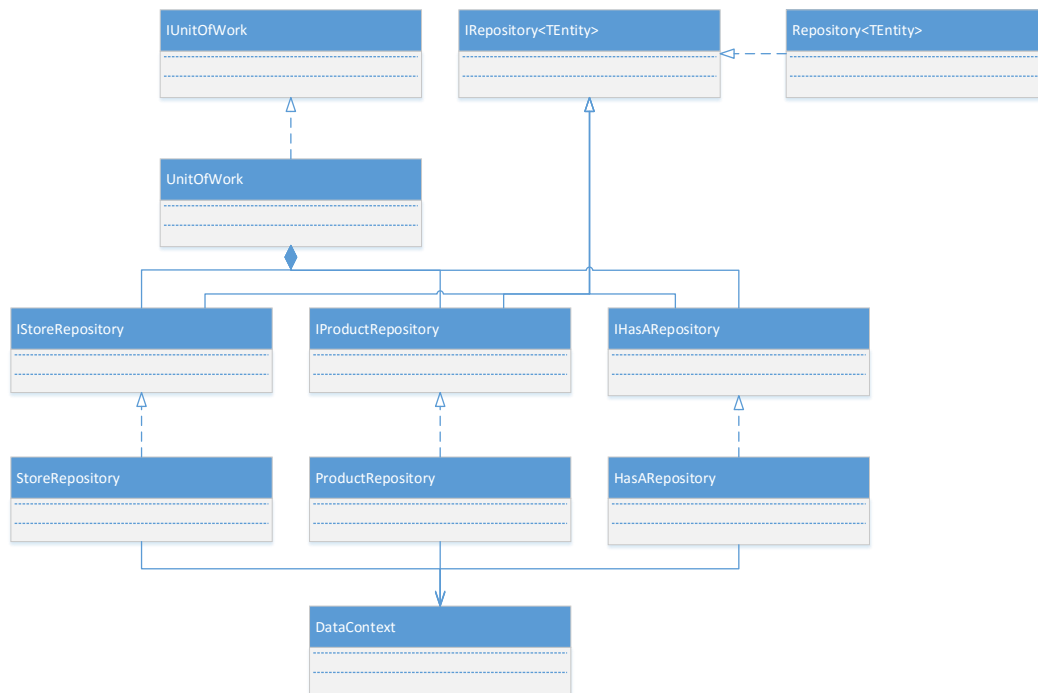 IUnitOfWork
IRepository<TEntity>
Repository<TEntity>
UnitOfWork
IStoreRepository
IProductRepository
IHasARepository
StoreRepository
ProductRepository
HasARepository
DataContext